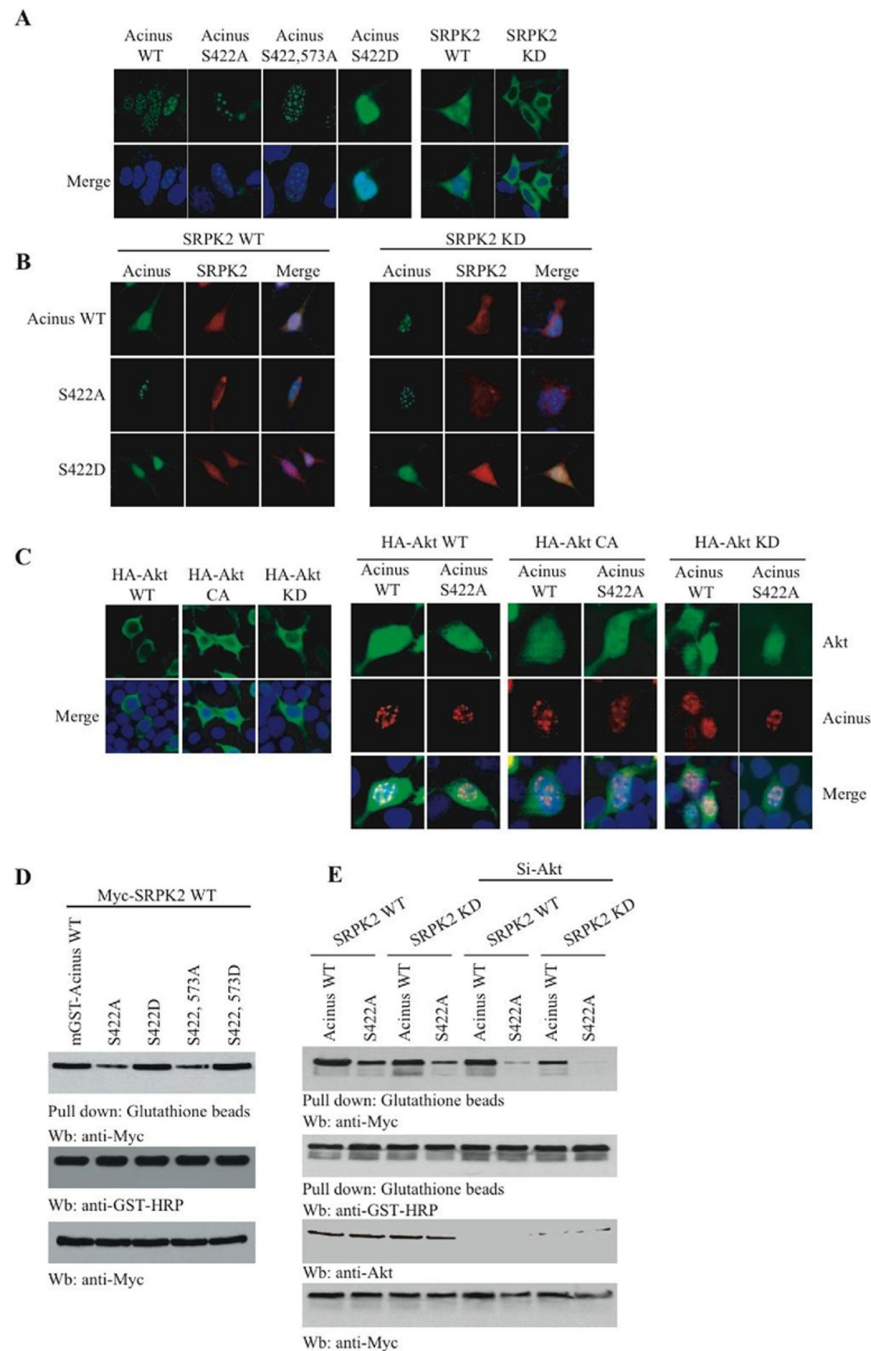 A
Acinus WT
Acinus S422A
Acinus S422,573A
Acinus S422D
SRPK2 WT
SRPK2 KD
Merge
B
SRPK2 WT
SRPK2 KD
Acinus SRPK2 Merge
Acinus SRPK2 Merge
Acinus WT
S422A
S422D
C
HA-Akt WT
HA-Akt CA
HA-Akt KD
Merge
HA-Akt WT
HA-Akt CA
HA-Akt KD
Acinus WT
Acinus S422A
Acinus WT
Acinus S422A
Acinus WT
Acinus S422A
Akt
Acinus
Merge
D
Myc-SRPK2 WT
mGST-Acinus WT
S422A
S422D
S422, 573A
S422, 573D
Pull down: Glutathione beads
Wb: anti-Myc
Wb: anti-GST-HRP
Wb: anti-Myc
E
Si-Akt
SRPK2 WT
SRPK2 KD
SRPK2 WT
SRPK2 KD
Acinus WT
S422A
Acinus WT
S422A
Acinus WT
S422A
Acinus WT
S422A
Pull down: Glutathione beads
Wb: anti-Myc
Pull down: Glutathione beads
Wb: anti-GST-HRP
Wb: anti-Akt
Wb: anti-Myc